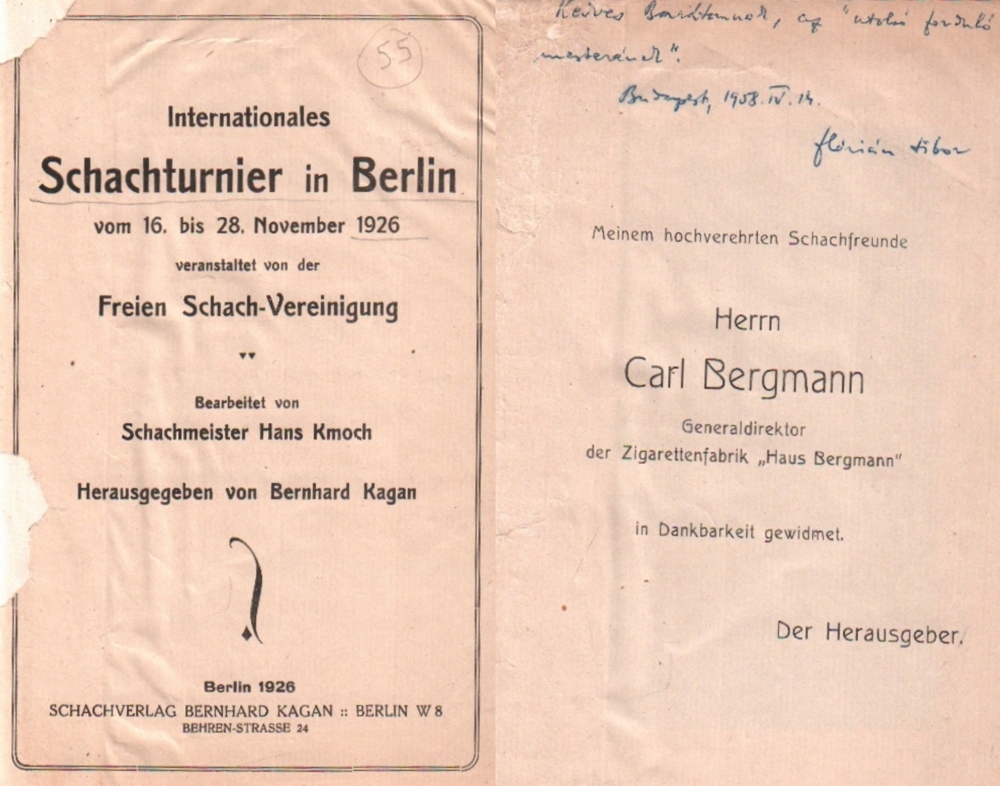 55
Internationales
Schachturnier in Berlin
vom 16. bis 28. November 1926
veranstaltet von der
Freien Schach-Vereinigung
Bearbeitet von
Schachmeister Hans Kmoch
Herausgegeben von Bernhard Kagan
Berlin 1926
SCHACHVERLAG BERNHARD KAGAN :: BERLIN W 8
BEHREN-STRASSE 24
Kedves az "utolsó forduló
mesterének".
Budapest, 1958. IV. 14.
Flórián Tibor
Meinem hochverehrten Schachfreunde
Herrn
Carl Bergmann
Generaldirektor
der Zigarettenfabrik „Haus Bergmann“
in Dankbarkeit gewidmet.
Der Herausgeber.